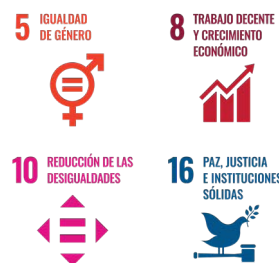 5 IGUALDAD
DE GÉNERO
8 TRABAJO DECENTE
Y CRECIMIENTO
ECONÓMICO
10 REDUCCIÓN DE LAS
DESIGUALDADES
16 PAZ, JUSTICIA
E INSTITUCIONES
SÓLIDAS